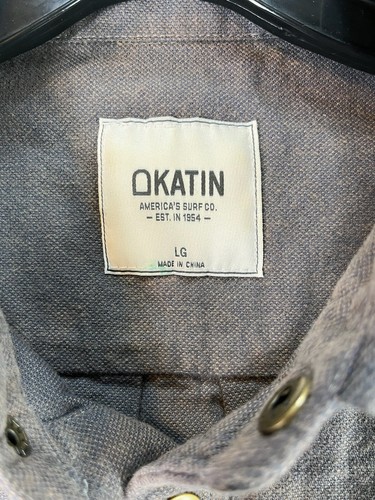 KATIN
AMERICA'S SURF CO.
— EST. IN 1954 —
LG
MADE IN CHINA